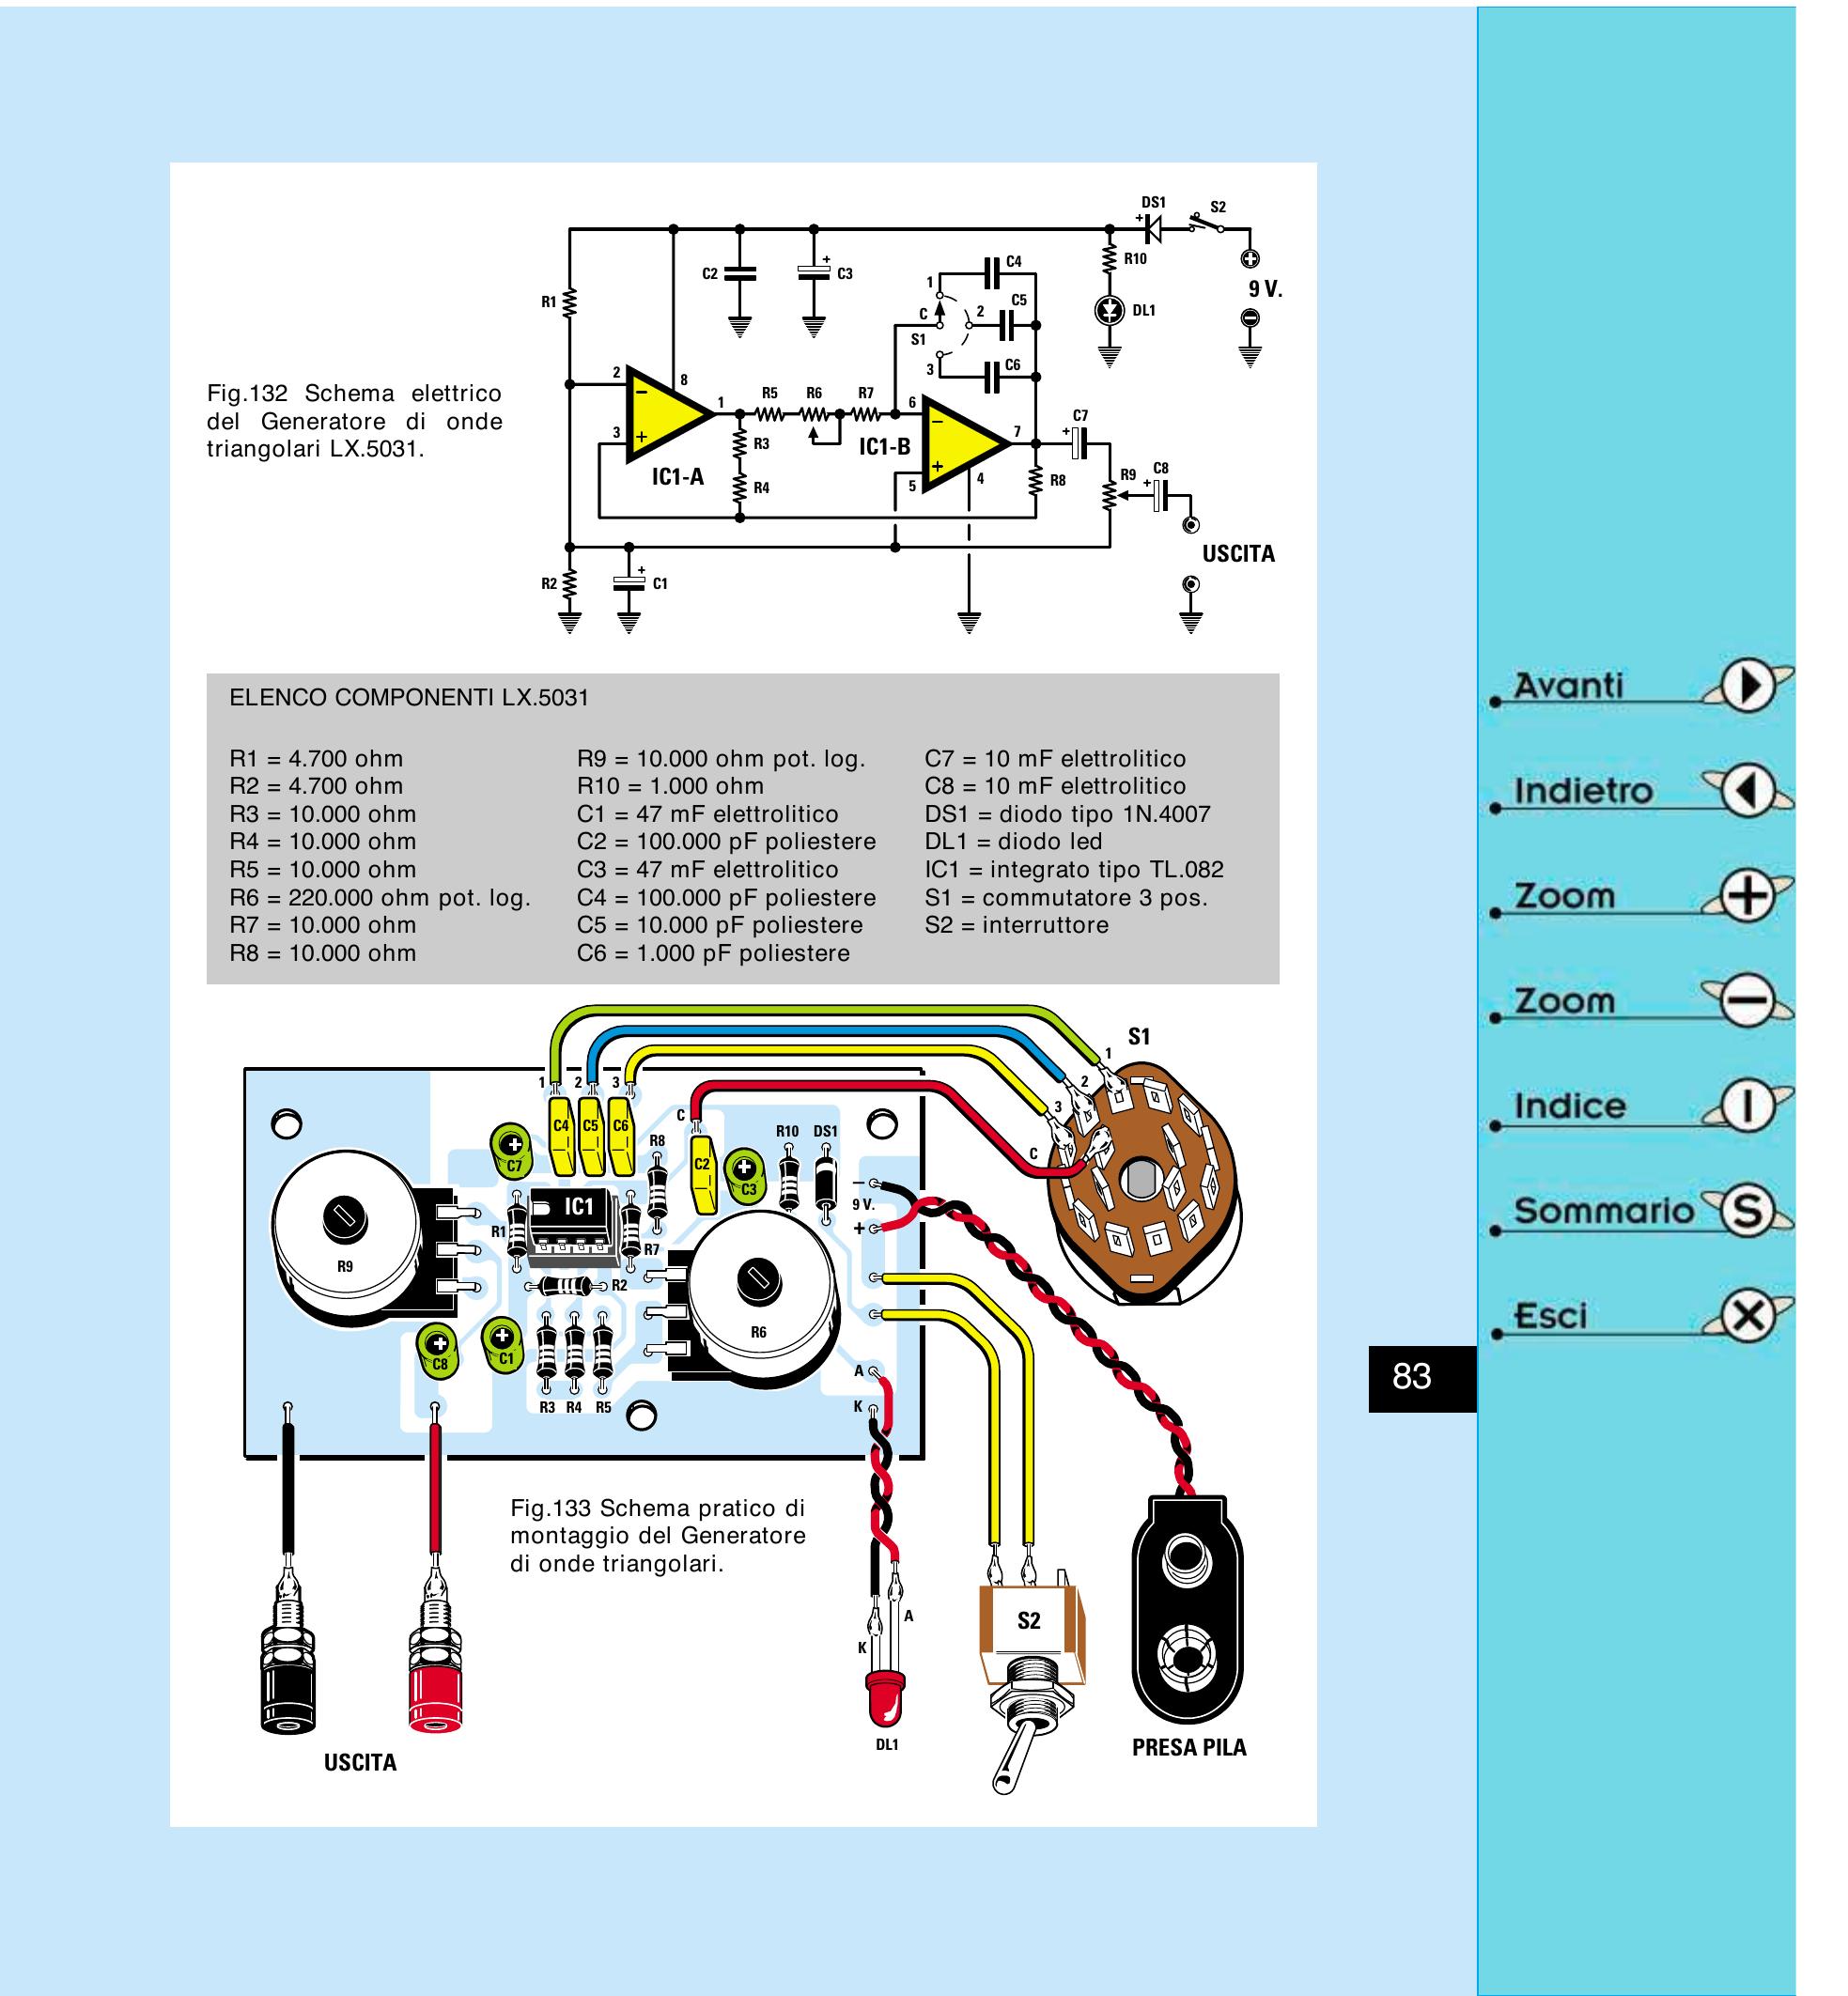 DS1
S2
+
R10
C2
+
C3
C4
1
9 V.
R1
C
2
C5
DL1
S1
3
C6
2
8
1
R5
R6
R7
6
C7
Fig.132 Schema elettrico
del Generatore di onde
triangolari LX.5031.
3
R3
IC1-B
7
+
IC1-A
R4
5
4
R8
R9
+
C8
USCITA
R2
+
C1
ELENCO COMPONENTI LX.5031
R1 = 4.700 ohm
R2 = 4.700 ohm
R3 = 10.000 ohm
R4 = 10.000 ohm
R5 = 10.000 ohm
R6 = 220.000 ohm pot. log.
R7 = 10.000 ohm
R8 = 10.000 ohm
R9 = 10.000 ohm pot. log.
R10 = 1.000 ohm
C1 = 47 mF elettrolitico
C2 = 100.000 pF poliestere
C3 = 47 mF elettrolitico
C4 = 100.000 pF poliestere
C5 = 10.000 pF poliestere
C6 = 1.000 pF poliestere
C7 = 10 mF elettrolitico
C8 = 10 mF elettrolitico
DS1 = diodo tipo 1N.4007
DL1 = diodo led
IC1 = integrato tipo TL.082
S1 = commutatore 3 pos.
S2 = interruttore
S1
1
2
3
C
1
2
3
C
C4
C5
C6
R8
R10
DS1
C7
C2
C3
IC1
R1
R7
9 V.
+
R9
R2
R6
C8
C1
A
K
R3
R4
R5
Fig.133 Schema pratico di
montaggio del Generatore
di onde triangolari.
A
K
S2
DL1
PRESA PILA
USCITA
Avanti
Indietro
Zoom
Zoom
Indice
Sommario S
Esci
83